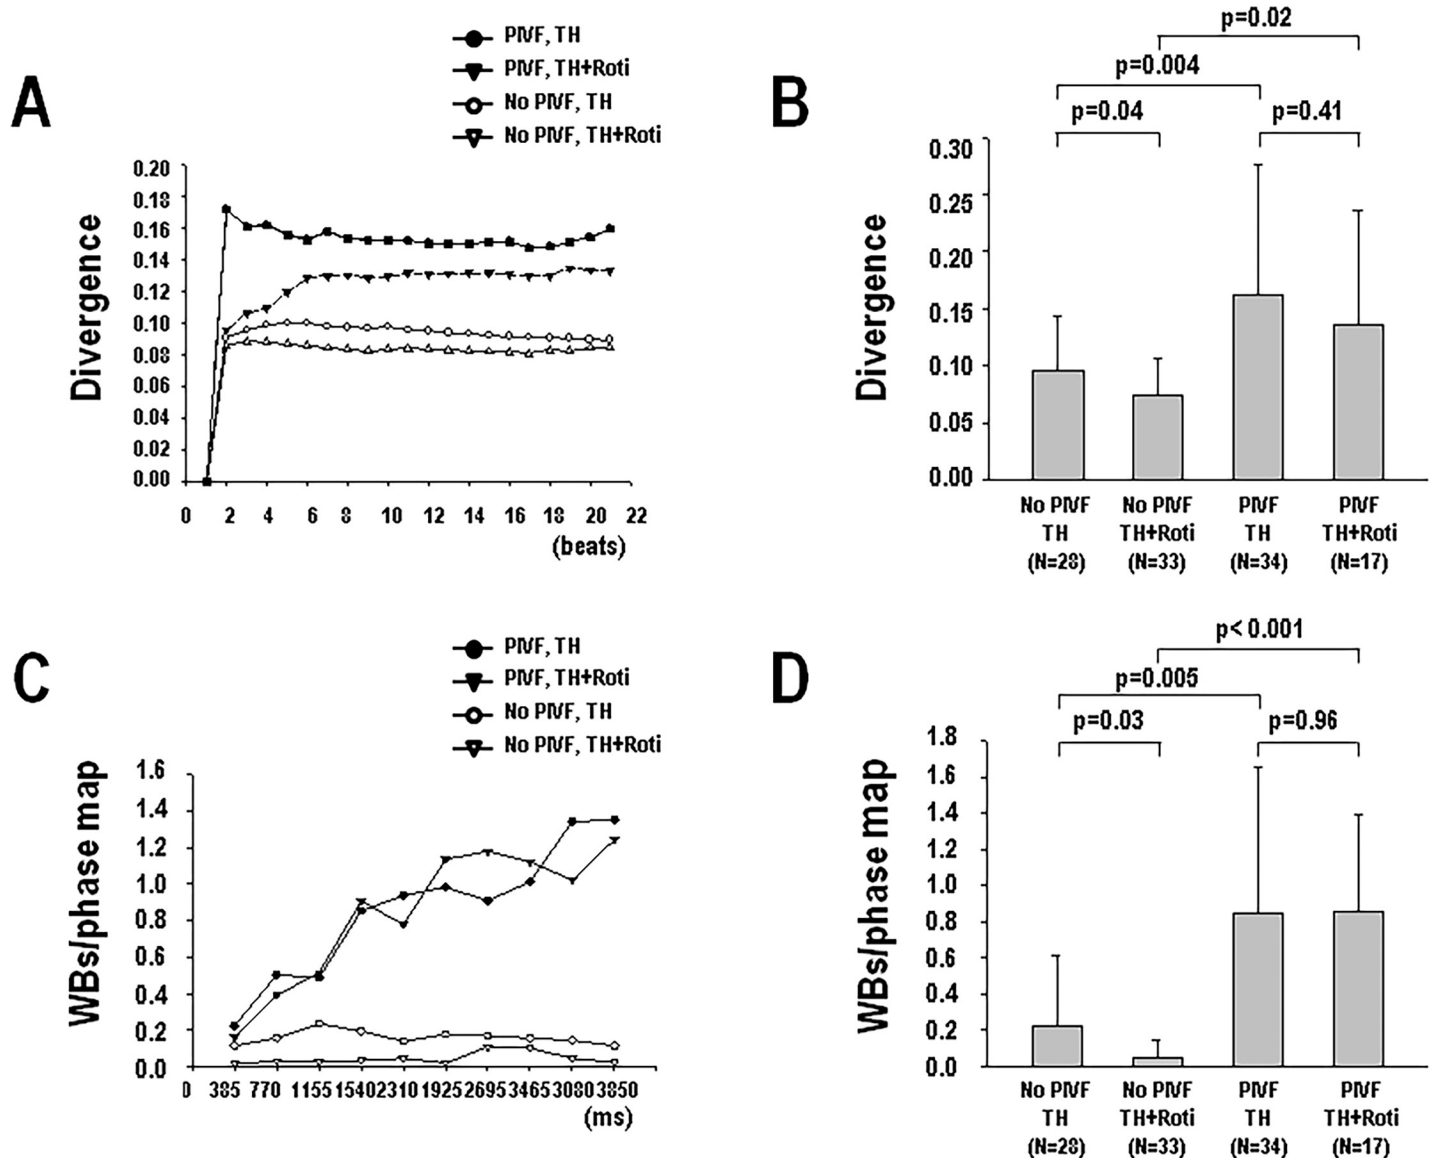 A
PIVF, TH
PIVF, TH+Roti
No PIVF, TH
No PIVF, TH+Roti
0.20
0.18
0.16
0.14
0.12
0.10
0.08
0.06
0.04
0.02
0.00
Divergence
0 2 4 6 8 10 12 14 16 18 20 22
(beats)
B
p=0.02
p=0.004
p=0.04
p=0.41
0.30
0.25
0.20
0.15
0.10
0.05
0.00
Divergence
No PIVF No PIVF PIVF PIVF
TH TH+Roti TH TH+Roti
(N=28) (N=33) (N=34) (N=17)
C
PIVF, TH
PIVF, TH+Roti
No PIVF, TH
No PIVF, TH+Roti
1.6
1.4
1.2
1.0
0.8
0.6
0.4
0.2
0.0
WBs/phase map
0 385 770 1155 1540 2310 1925 2695 3465 3080 3850
(ms)
D
p< 0.001
p=0.005
p=0.03
p=0.96
1.8
1.6
1.4
1.2
1.0
0.8
0.6
0.4
0.2
0.0
WBs/phase map
No PIVF No PIVF PIVF PIVF
TH TH+Roti TH TH+Roti
(N=28) (N=33) (N=34) (N=17)